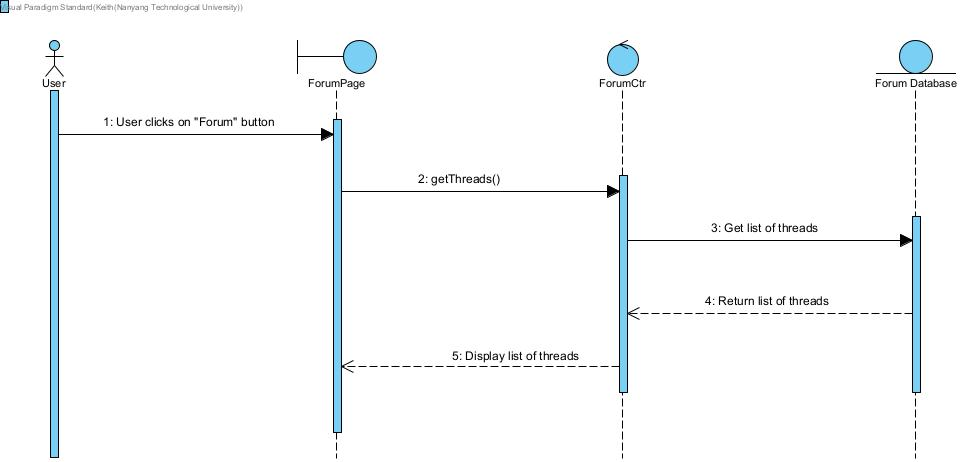 Visual Paradigm Standard(Keith(Nanyang Technological University))
User
ForumPage
ForumCtr
Forum Database
1: User clicks on "Forum" button
2: getThreads()
3: Get list of threads
4: Return list of threads
5: Display list of threads